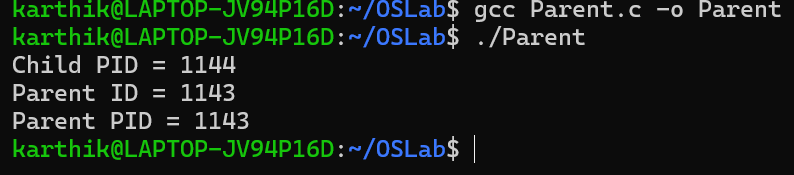 karthik@LAPTOP-JV94P16D:~/OSLab$ gcc Parent.c -o Parent
karthik@LAPTOP-JV94P16D:~/OSLab$ ./Parent
Child PID = 1144
Parent ID = 1143
Parent PID = 1143
karthik@LAPTOP-JV94P16D:~/OSLab$